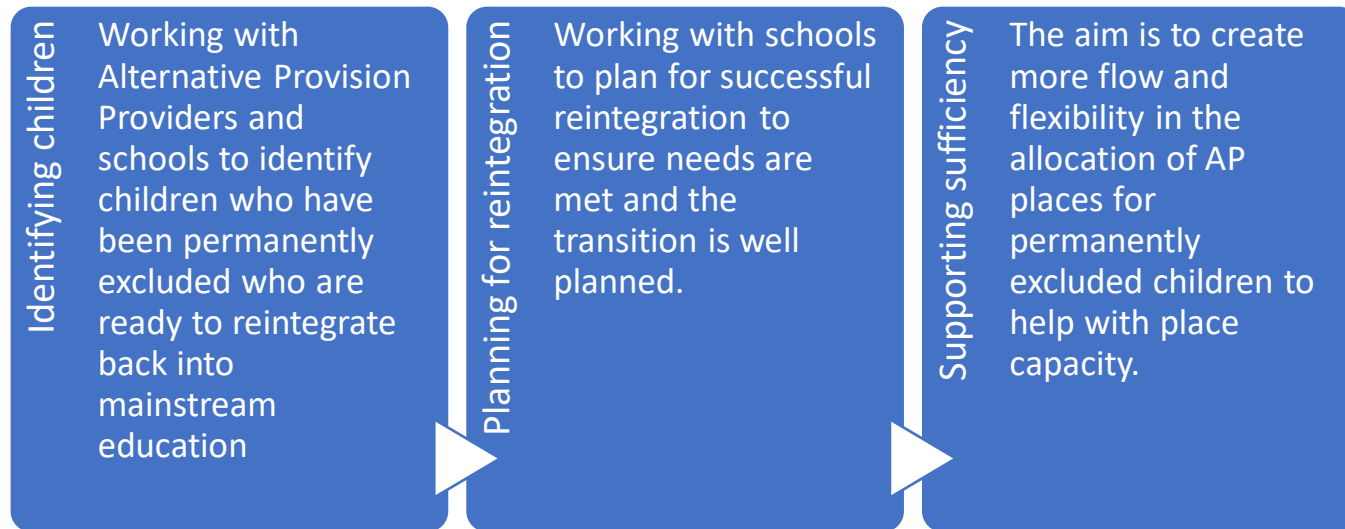 Identifying children
Working with
Alternative Provision
Providers and
schools to identify
children who have
been permanently
excluded who are
ready to reintegrate
back into
mainstream
education
Planning for reintegration
Working with schools
to plan for successful
reintegration to
ensure needs are
met and the
transition is well
planned.
Supporting sufficiency
The aim is to create
more flow and
flexibility in the
allocation of AP
places for
permanently
excluded children to
help with place
capacity.